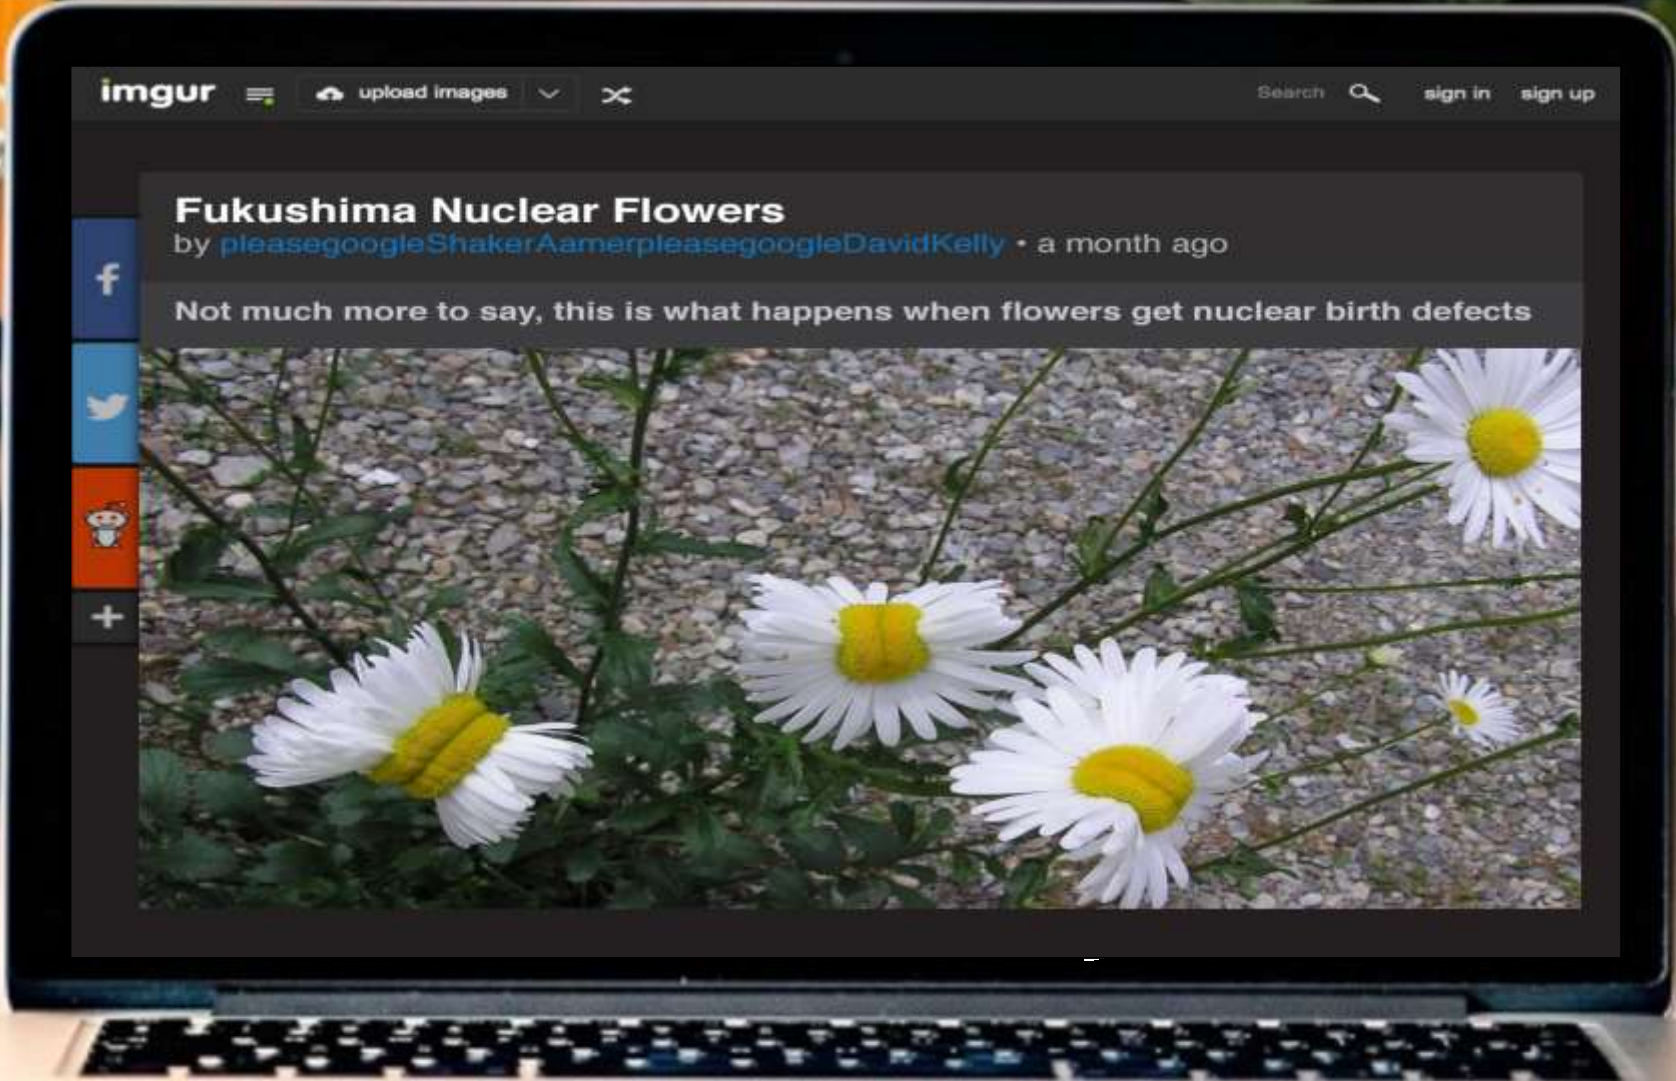 imgur upload images Search sign in sign up
Fukushima Nuclear Flowers
by pleasegoogleShakerAamerpleasegoogleDavidKelly • a month ago
Not much more to say, this is what happens when flowers get nuclear birth defects